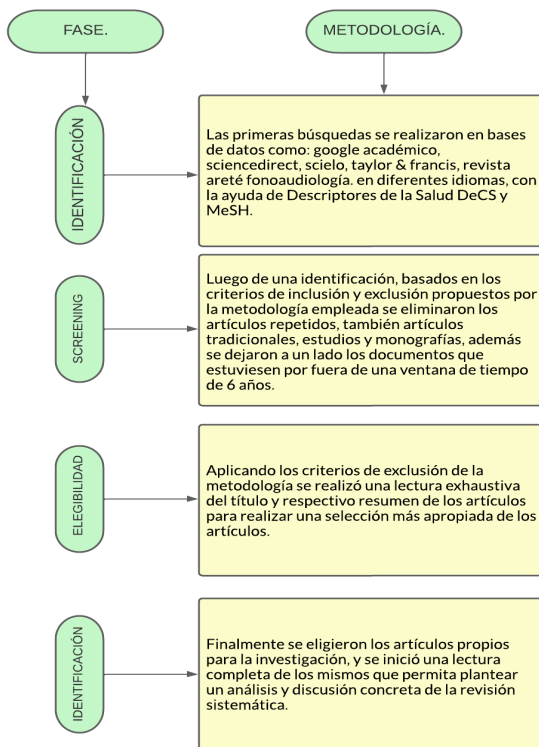 FASE.
METODOLOGÍA.
IDENTIFICACIÓN
Las primeras búsquedas se realizaron en bases
de datos como: google académico,
sciencedirect, scielo, taylor & francis, revista
areté fonoaudiología. en diferentes idiomas, con
la ayuda de Descriptores de la Salud DeCS y
MeSH.
SCREENING
Luego de una identificación, basados en los
criterios de inclusión y exclusión propuestos por
la metodología empleada se eliminaron los
artículos repetidos, también artículos
tradicionales, estudios y monografías, además
se dejaron a un lado los documentos que
estuviesen por fuera de una ventana de tiempo
de 6 años.
ELEGIBILIDAD
Aplicando los criterios de exclusión de la
metodología se realizó una lectura exhaustiva
del título y respectivo resumen de los artículos
para realizar una selección más apropiada de los
artículos.
IDENTIFICACIÓN
Finalmente se eligieron los artículos propios
para la investigación, y se inició una lectura
completa de los mismos que permita plantear
un análisis y discusión concreta de la revisión
sistemática.